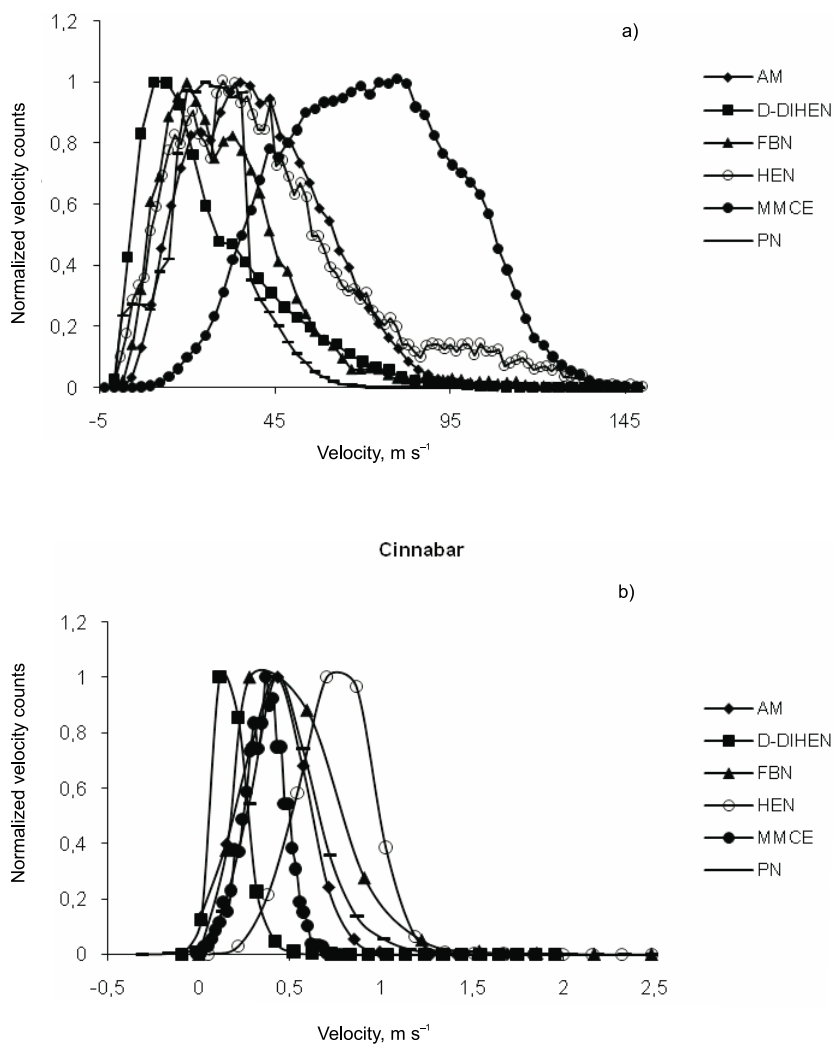 1,2
a)
1
0,8
0,6
0,4
0,2
0
Normalized velocity counts
-5
45
95
145
Velocity, m s⁻¹
AM
D-DIHEN
FBN
HEN
MMCE
PN
Cinnabar
b)
1,2
1
0,8
0,6
0,4
0,2
0
Normalized velocity counts
-0,5
0
0,5
1
1,5
2
2,5
Velocity, m s⁻¹
AM
D-DIHEN
FBN
HEN
MMCE
PN